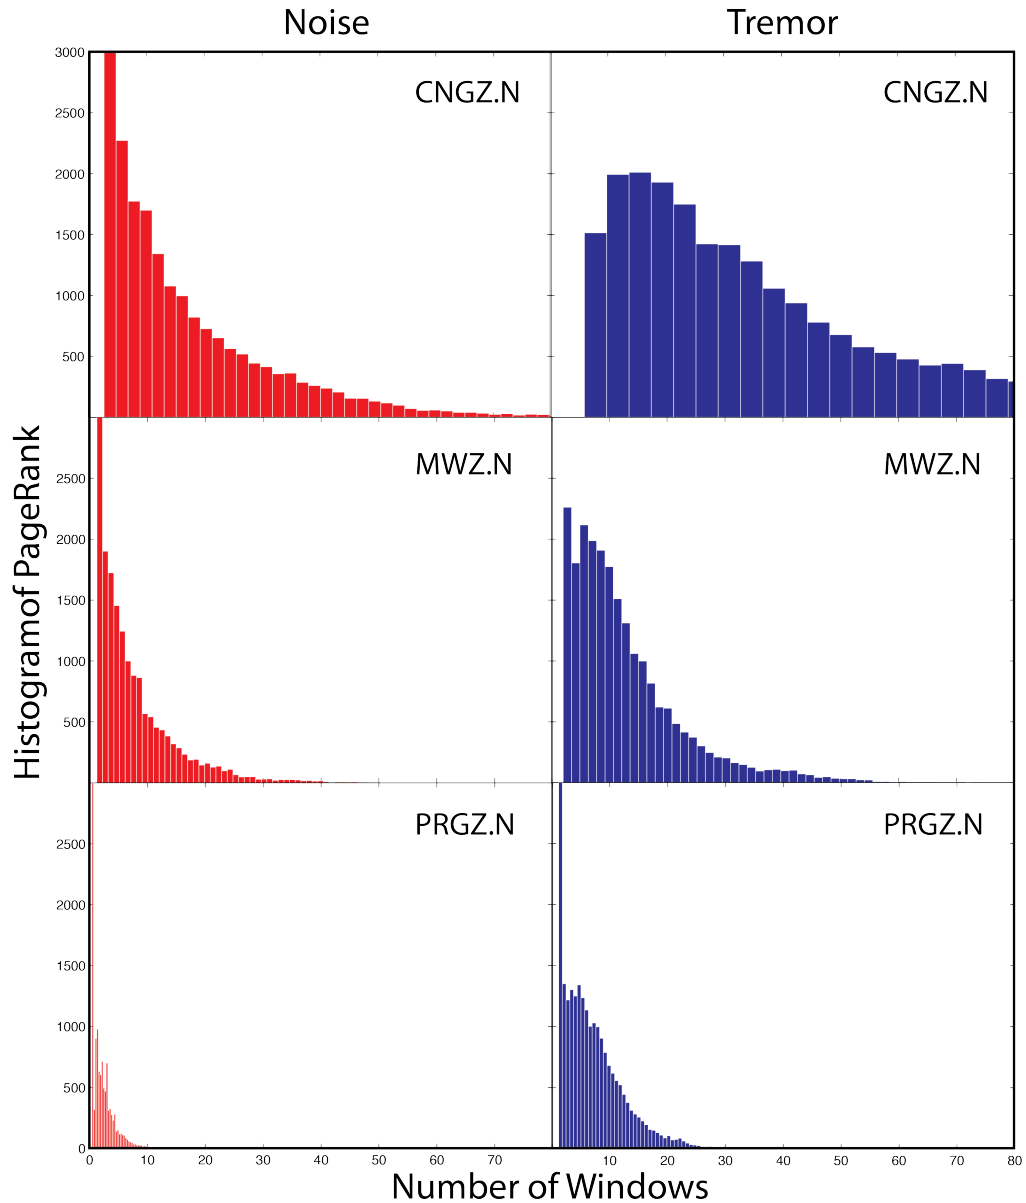 Noise Tremor
3000
2500
2000
1500
1000
500
CNGZ.N
CNGZ.N
2500
2000
1500
1000
500
MWZ.N
MWZ.N
2500
2000
1500
1000
500
0
PRGZ.N
PRGZ.N
0 10 20 30 40 50 60 70
10 20 30 40 50 60 70 80
Histogramof PageRank
Number of Windows